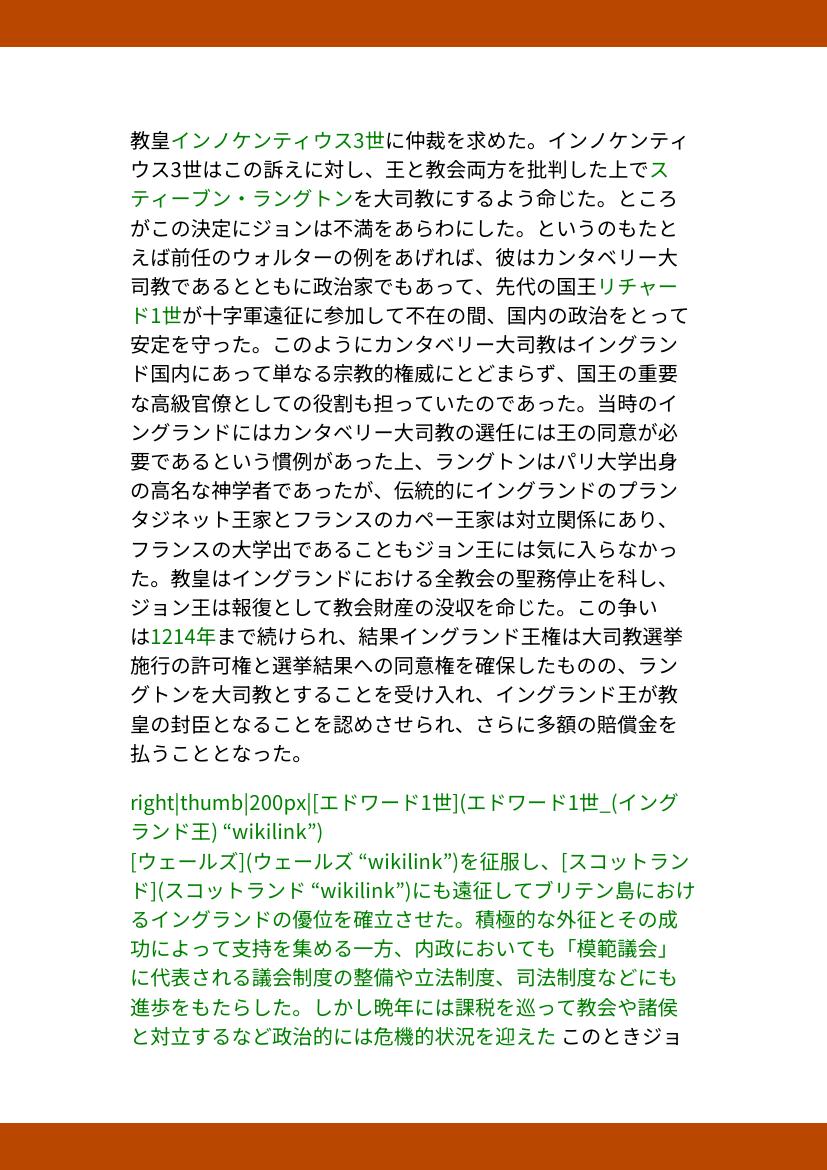 教皇インノケンティウス3世に仲裁を求めた。インノケンティ
ウス3世はこの訴えに対し、王と教会両方を批判した上でス
ティーブン・ラングトンを大司教にするよう命じた。ところ
がこの決定にジョンは不満をあらわにした。というのもたと
えば前任のウォルターの例をあげれば、彼はカンタベリー大
司教であるとともに政治家でもあって、先代の国王リチャー
ド1世が十字軍遠征に参加して不在の間、国内の政治をとって
安定を守った。このようにカンタベリー大司教はイングラン
ド国内にあって単なる宗教的権威にとどまらず、国王の重要
な高級官僚としての役割も担っていたのであった。当時のイ
ングランドにはカンタベリー大司教の選任には王の同意が必
要であるという慣例があった上、ラングトンはパリ大学出身
の高名な神学者であったが、伝統的にイングランドのプラン
タジネット王家とフランスのカペー王家は対立関係にあり、
フランスの大学出であることもジョン王には気に入らなかっ
た。教皇はイングランドにおける全教会の聖務停止を科し、
ジョン王は報復として教会財産の没収を命じた。この争い
は1214年まで続けられ、結果イングランド王権は大司教選挙
施行の許可権と選挙結果への同意権を確保したものの、ラン
グトンを大司教とすることを受け入れ、イングランド王が教
皇の封臣となることを認めさせられ、さらに多額の賠償金を
払うこととなった。
right|thumb|200px|[エドワード1世](エドワード1世_(イング
ランド王) “wikilink”)
[ウェールズ](ウェールズ “wikilink”)を征服し、[スコットラン
ド](スコットランド “wikilink”)にも遠征してブリテン島におけ
るイングランドの優位を確立させた。積極的な外征とその成
功によって支持を集める一方、内政においても「模範議会」
に代表される議会制度の整備や立法制度、司法制度などにも
進歩をもたらした。しかし晩年には課税を巡って教会や諸侯
と対立するなど政治的には危機的状況を迎えた このときジョ